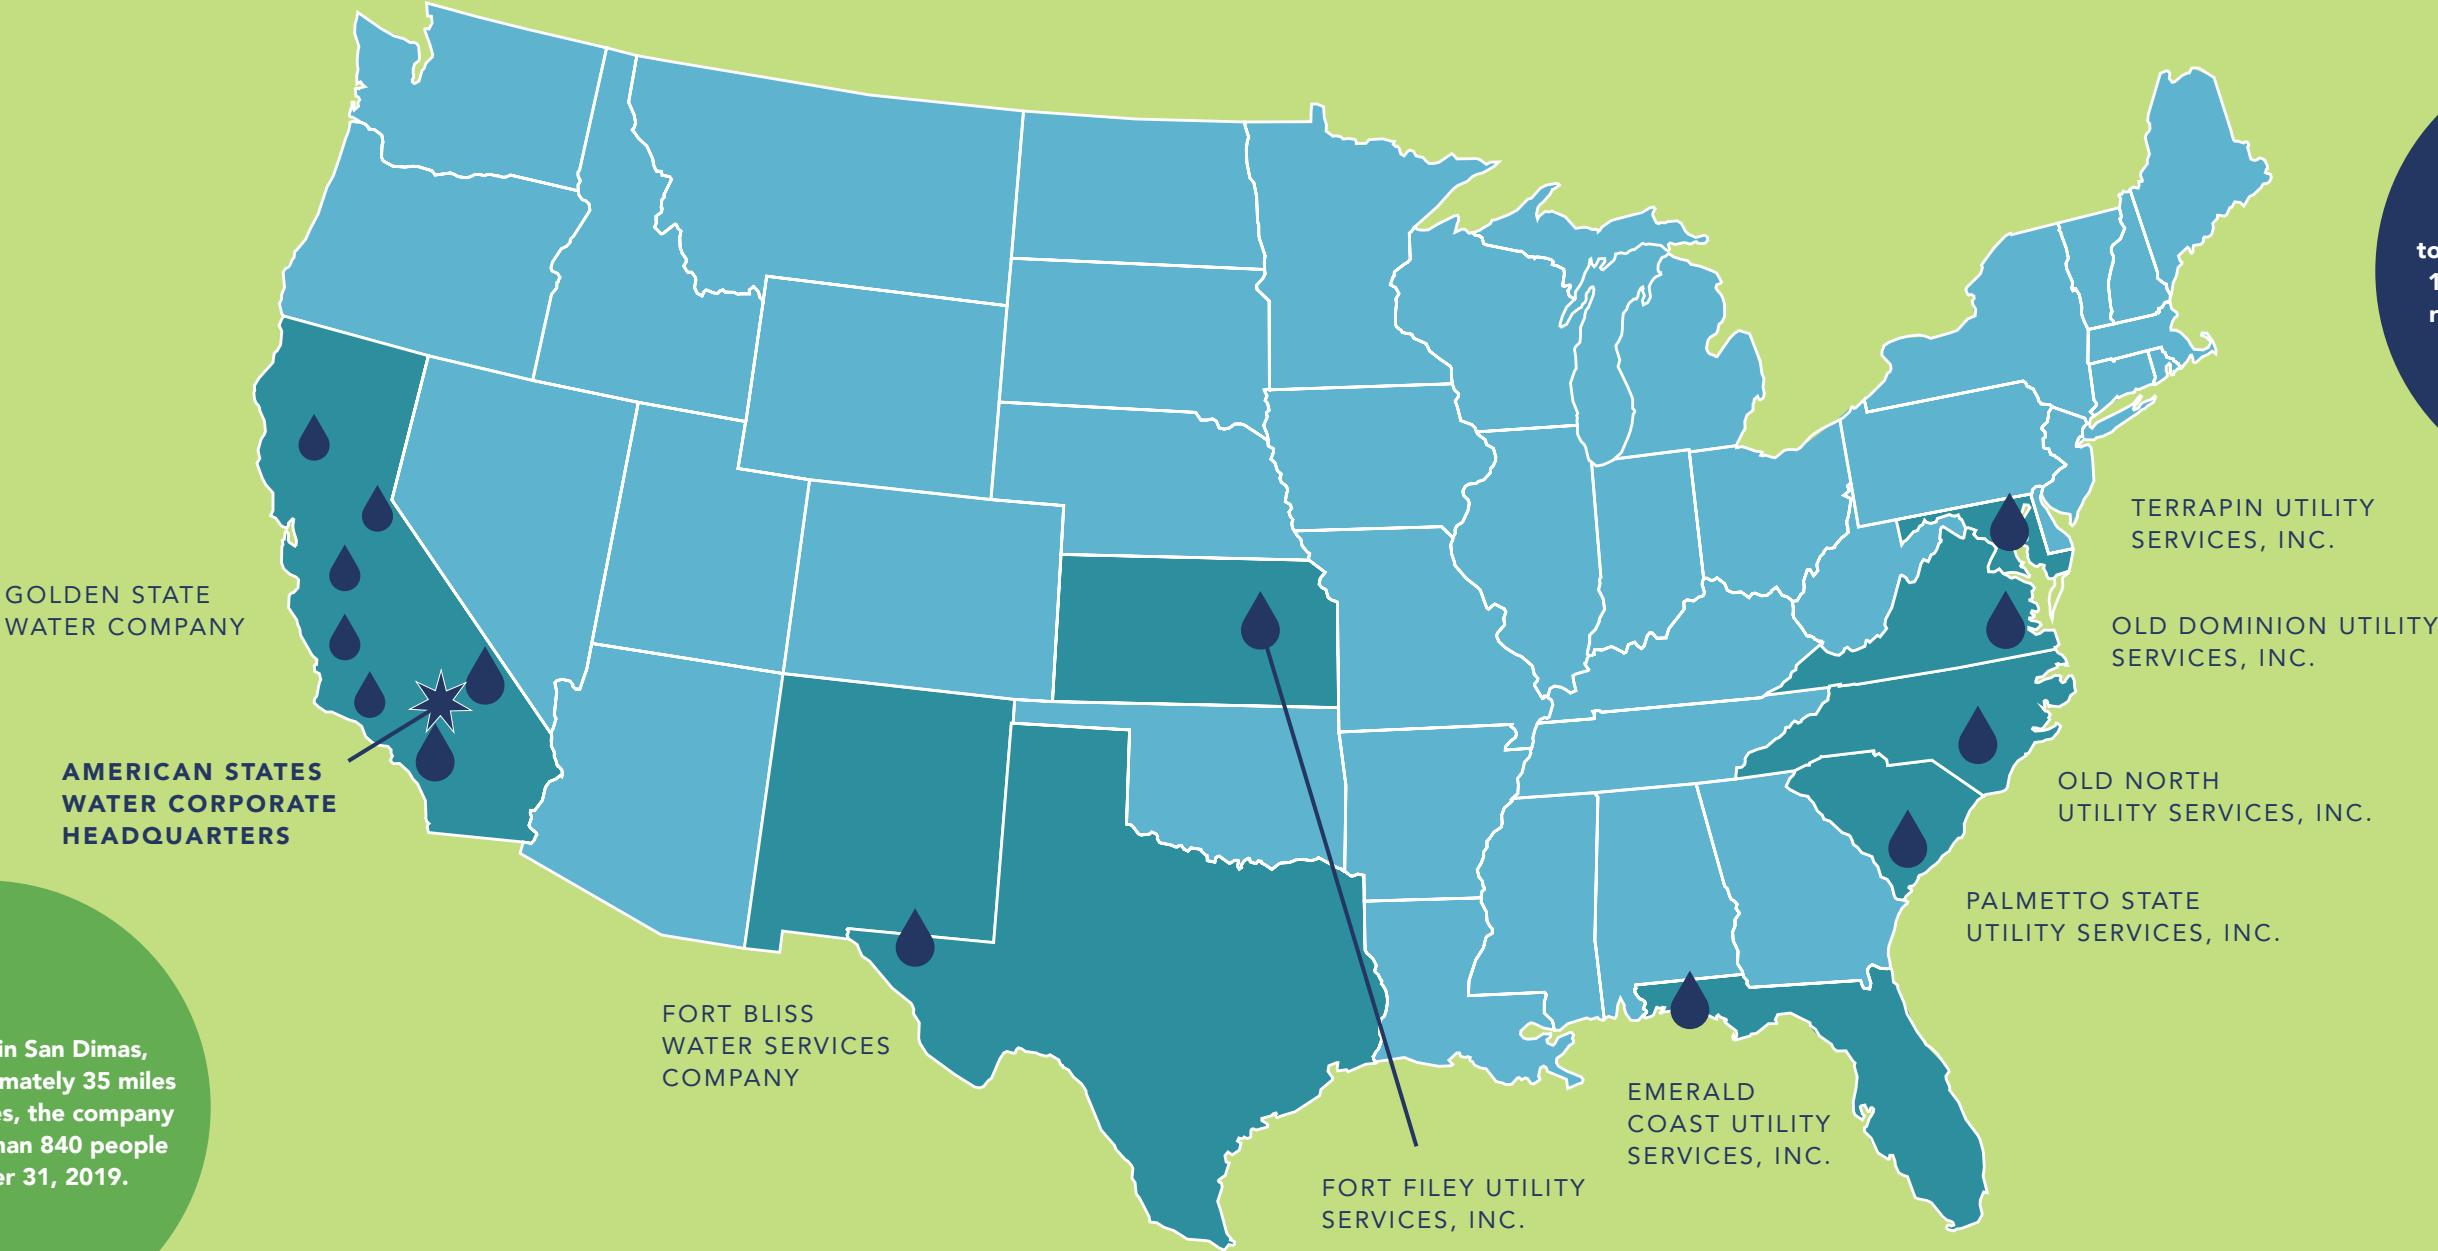 to
1
r
TERRAPIN UTILITY
SERVICES, INC.
GOLDEN STATE
WATER COMPANY
OLD DOMINION UTILITY
SERVICES, INC.
AMERICAN STATES
WATER CORPORATE
HEADQUARTERS
OLD NORTH
UTILITY SERVICES, INC.
PALMETTO STATE
UTILITY SERVICES, INC.
FORT BLISS
WATER SERVICES
COMPANY
in San Dimas,
mately 35 miles
es, the company
han 840 people
er 31, 2019.
EMERALD
COAST UTILITY
SERVICES, INC.
FORT FILEY UTILITY
SERVICES, INC.